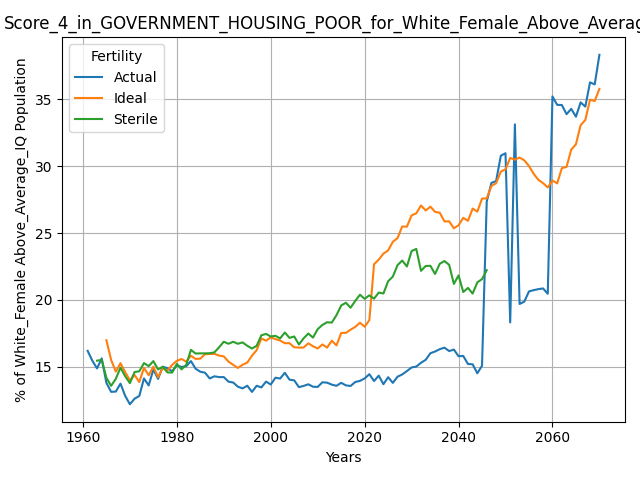 Score_4_in_GOVERNMENT_HOUSING_POOR_for_White_Female_Above_Averag
Fertility
Actual
Ideal
Sterile
% of White_Female Above_Average_IQ Population
35
30
25
20
15
1960
1980
2000
2020
2040
2060
Years